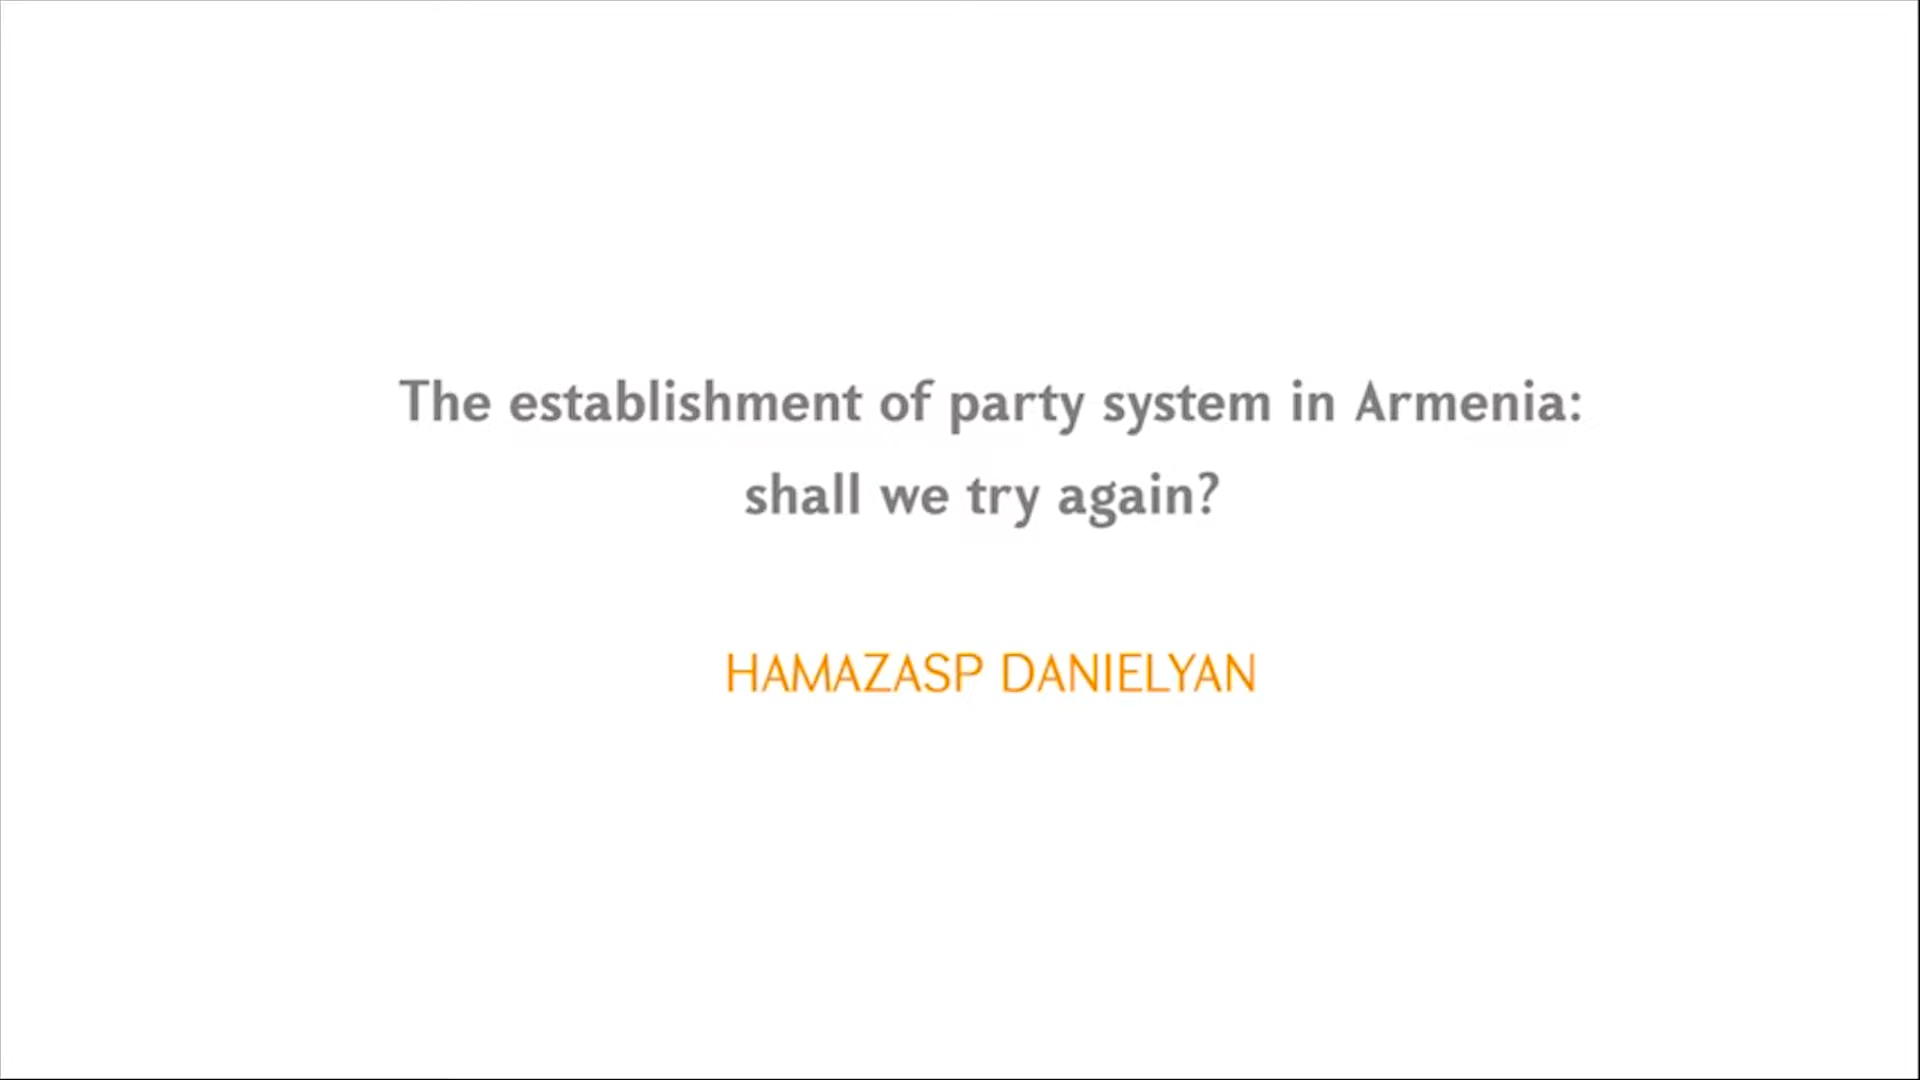 The establishment of party system in Armenia:
shall we try again?
HAMAZASP DANIELYAN